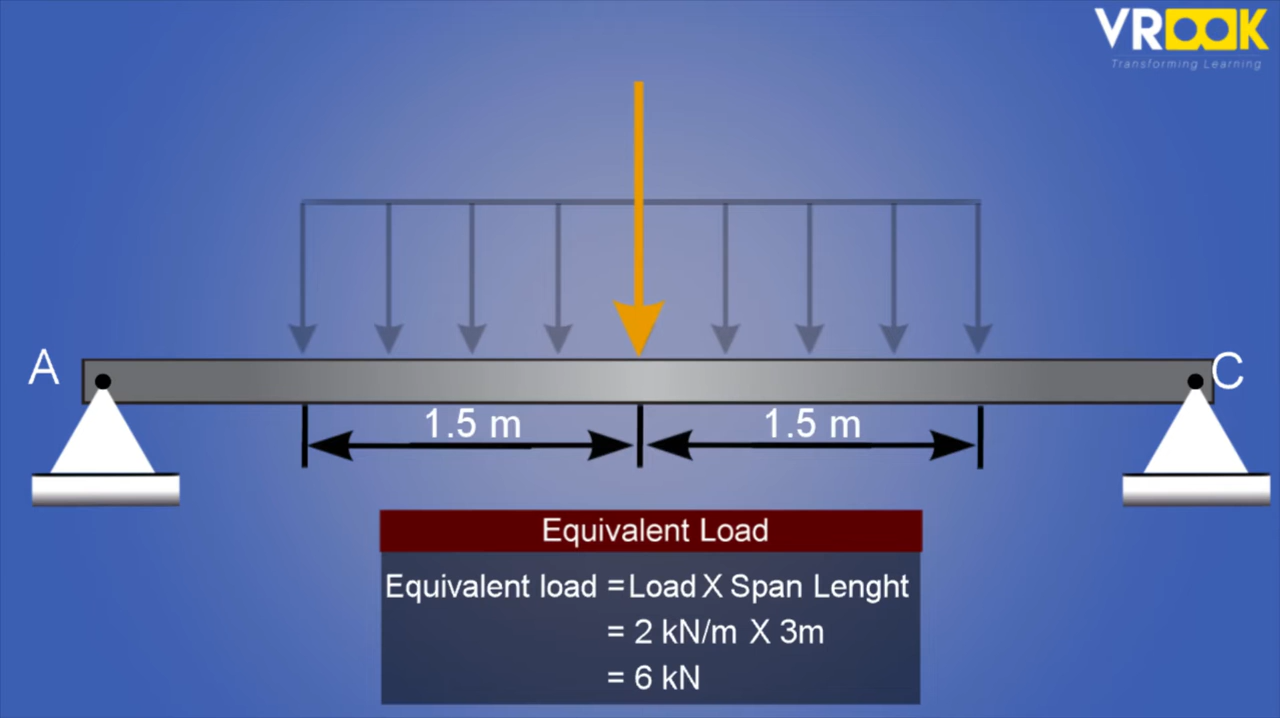 VROOK
Transforming Learning
A
C
1.5 m
1.5 m
Equivalent Load
Equivalent load =Load X Span Lenght
= 2 kN/m X 3m
= 6 kN